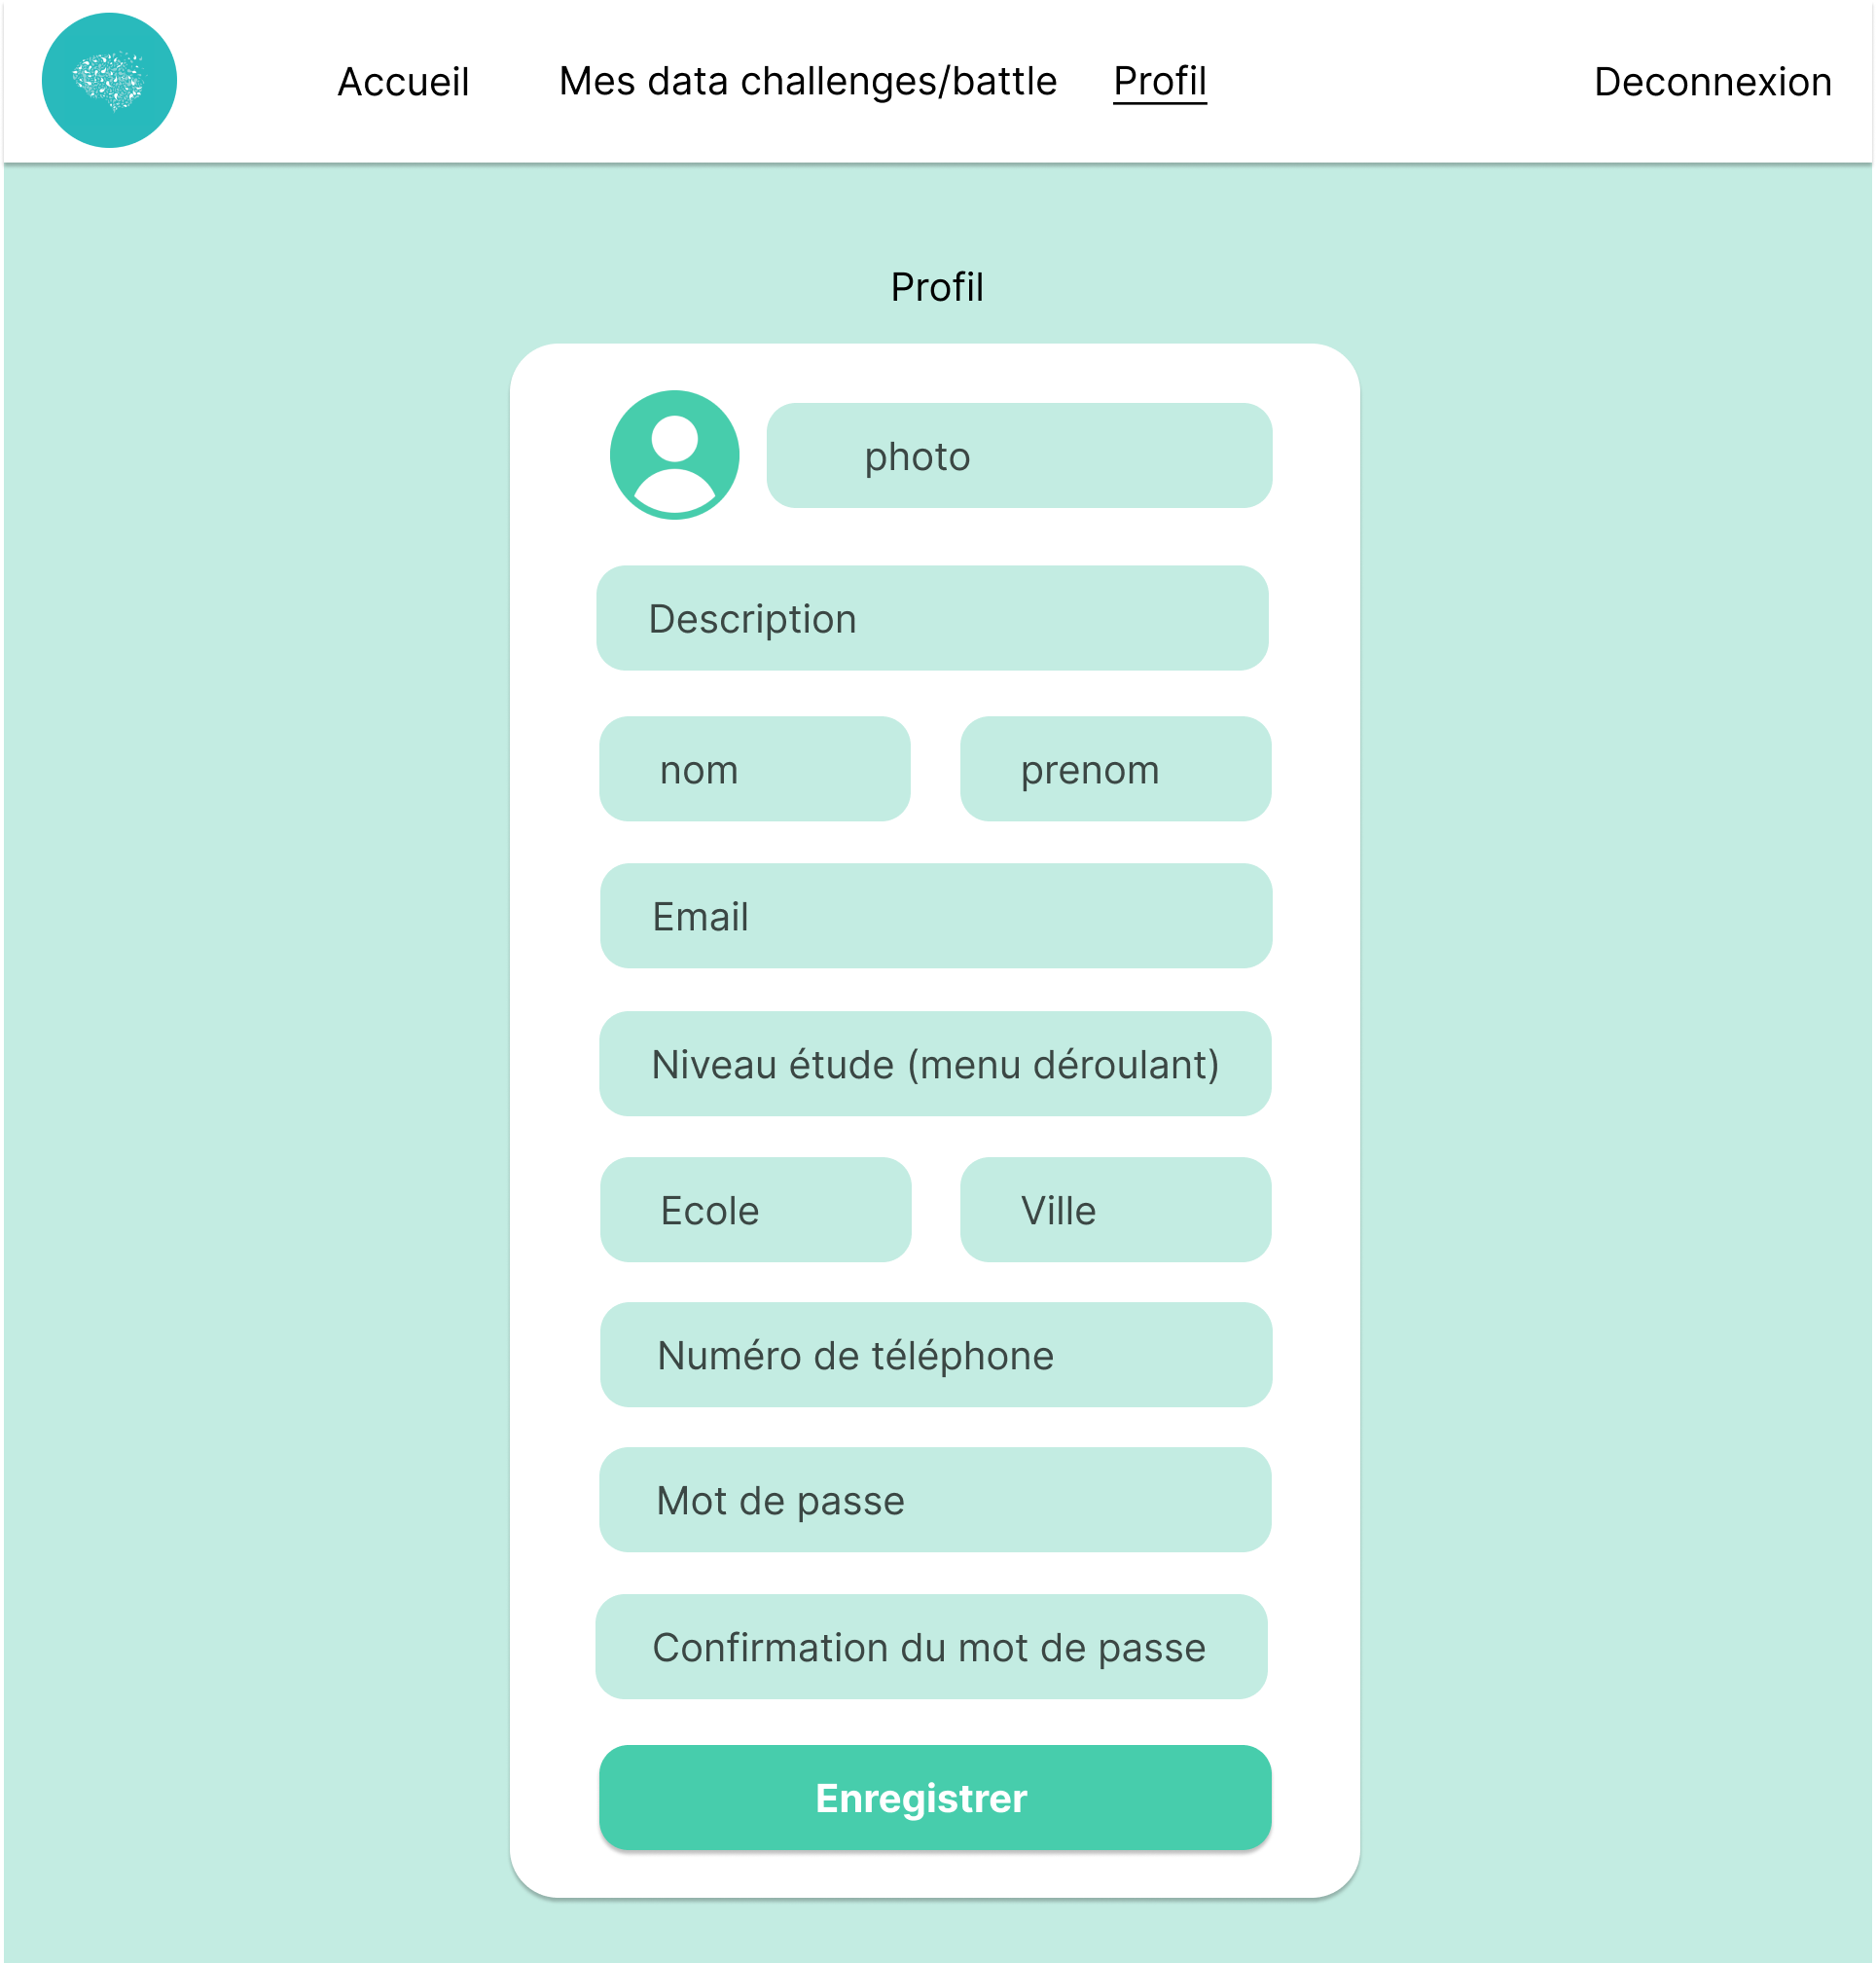 Accueil
Mes data challenges/battle
Profil
Deconnexion
Profil
photo
Description
nom
prenom
Email
Niveau étude (menu déroulant)
Ecole
Ville
Numéro de téléphone
Mot de passe
Confirmation du mot de passe
Enregistrer